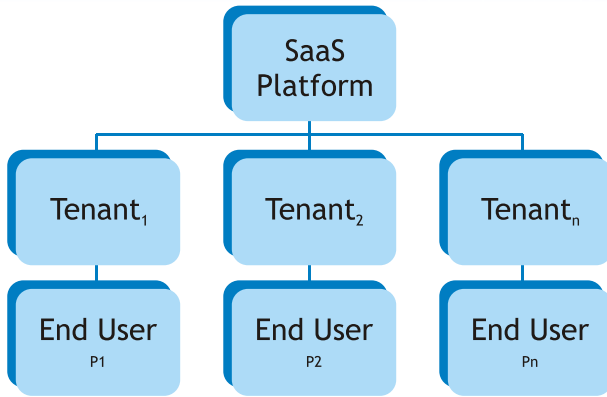 SaaS
Platform
Tenant1
Tenant2
Tenantn
End User
P1
End User
P2
End User
Pn